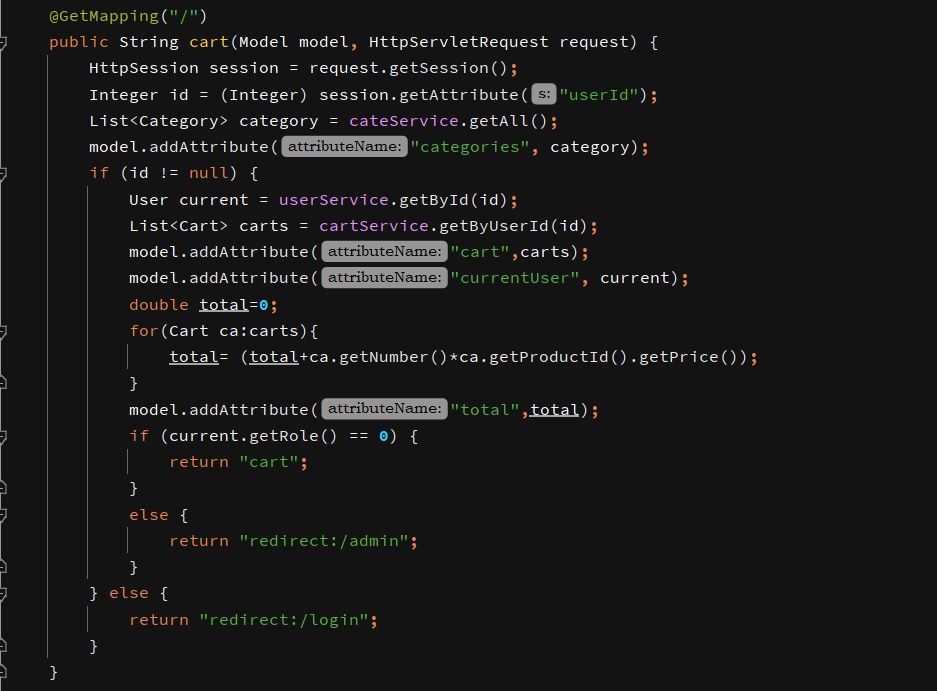 @GetMapping("/")
public String cart(Model model, HttpServletRequest request) {
    HttpSession session = request.getSession();
    Integer id = (Integer) session.getAttribute( s: "userId");
    List<Category> category = cateService.getAll();
    model.addAttribute( attributeName: "categories", category);
    if (id != null) {
        User current = userService.getById(id);
        List<Cart> carts = cartService.getByUserId(id);
        model.addAttribute( attributeName: "cart",carts);
        model.addAttribute( attributeName: "currentUser", current);
        double total=0;
        for(Cart ca:carts){
            total= (total+ca.getNumber()*ca.getProductId().getPrice());
        }
        model.addAttribute( attributeName: "total",total);
        if (current.getRole() == 0) {
            return "cart";
        }
        else {
            return "redirect:/admin";
        }
    } else {
        return "redirect:/login";
    }
}